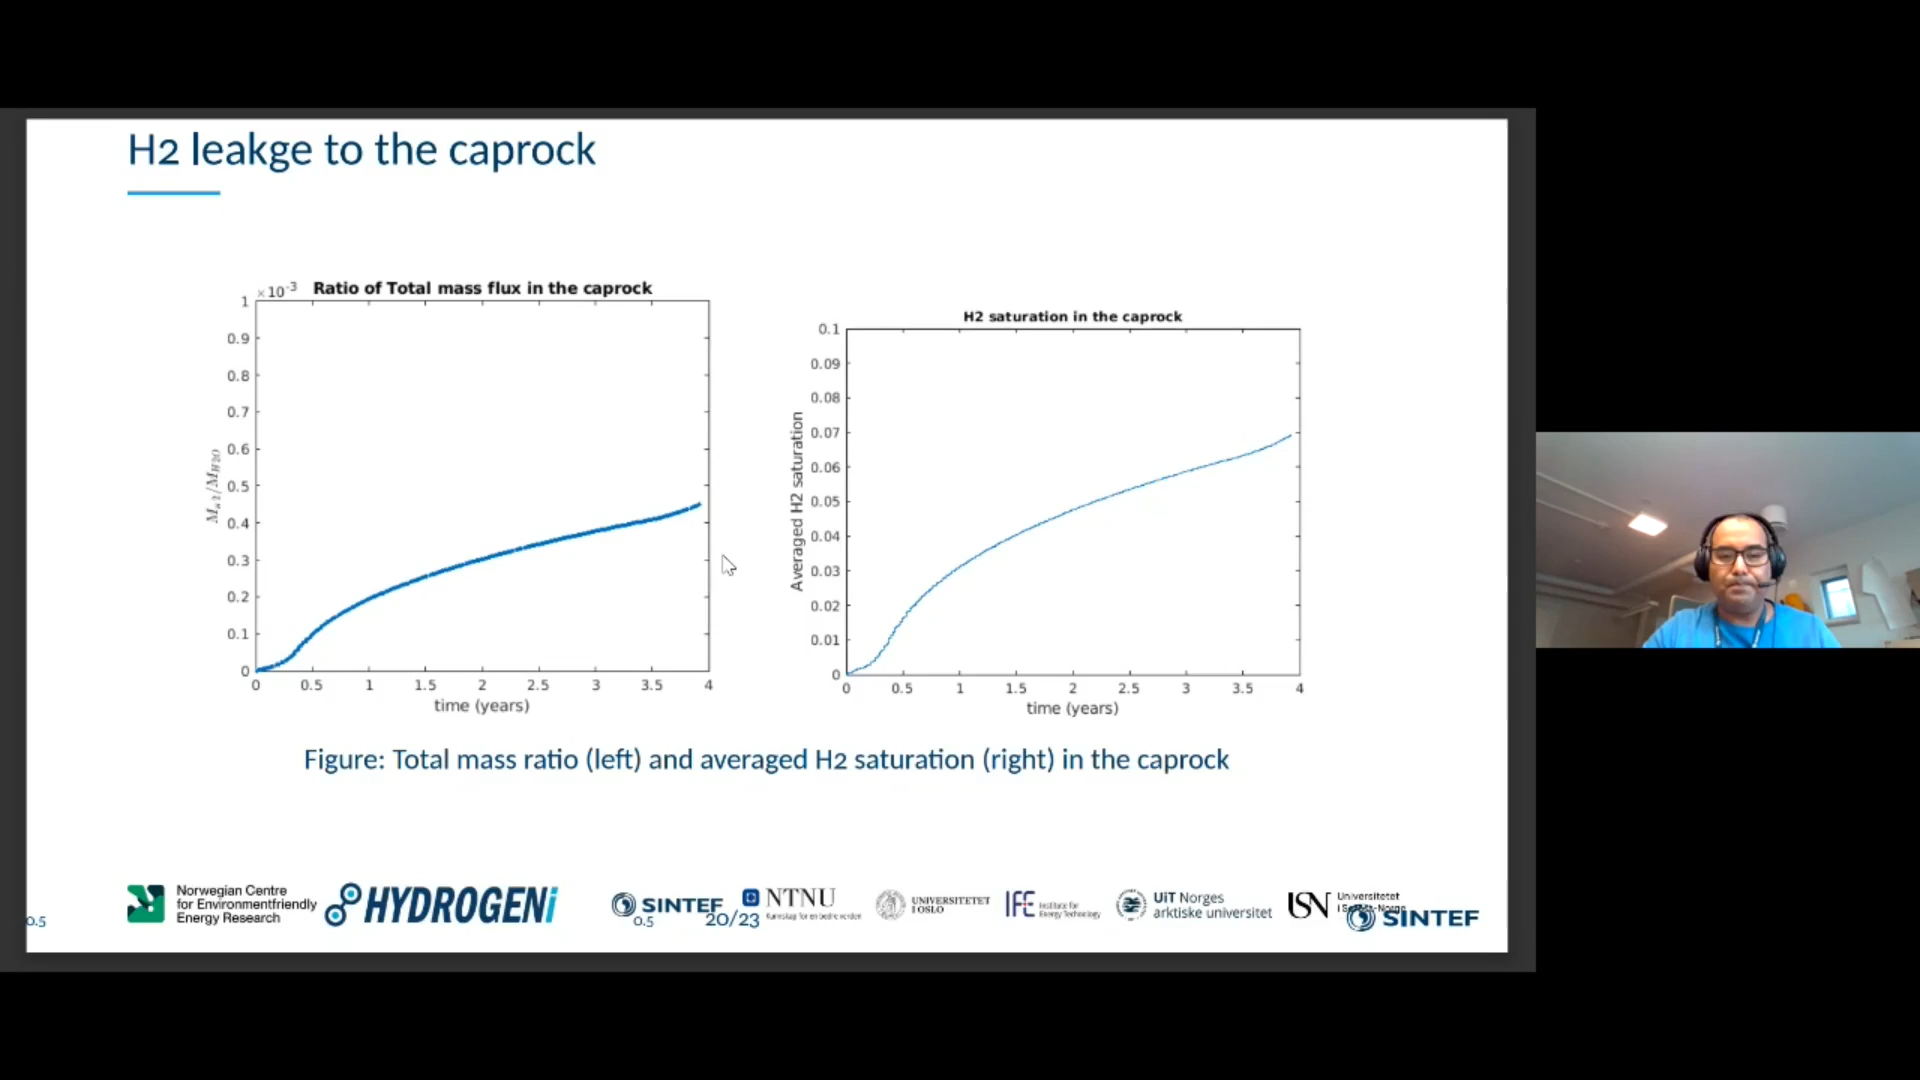 H2 leakge to the caprock
×10⁻³ Ratio of Total mass flux in the caprock
1
0.9
0.8
0.7
0.6
0.5
0.4
0.3
0.2
0.1
0
0 0.5 1 1.5 2 2.5 3 3.5 4
time (years)
H2 saturation in the caprock
Averaged H2 saturation
0.1
0.09
0.08
0.07
0.06
0.05
0.04
0.03
0.02
0.01
0
0 0.5 1 1.5 2 2.5 3 3.5 4
time (years)
Figure: Total mass ratio (left) and averaged H2 saturation (right) in the caprock
Norwegian Centre
for Environmentfriendly
Energy Research
HYDROGENi
SINTEF
NTNU
Kunnskap for en bedre verden
UNIVERSITETET
I OSLO
IFE
Institute for
Energy Technology
UiT Norges
arktiske universitet
USN
Universitetet
SINTEF
0.5
0.5
20/23